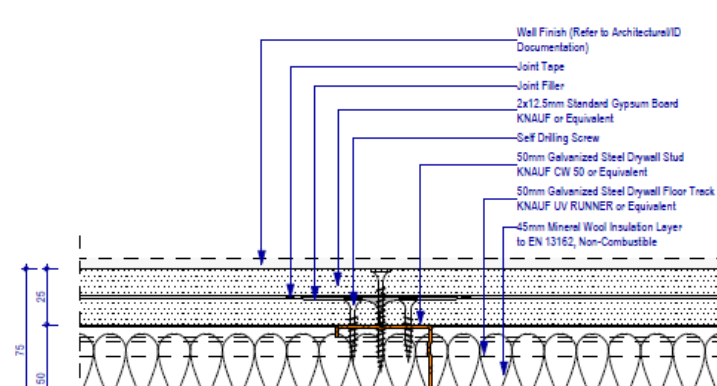 Wall Finish (Refer to Architectural/ID
Documentation)
Joint Tape
Joint Filler
2x12.5mm Standard Gypsum Board
KNAUF or Equivalent
Self Drilling Screw
50mm Galvanized Steel Drywall Stud
KNAUF CW 50 or Equivalent
50mm Galvanized Steel Drywall Floor Track
KNAUF UV RUNNER or Equivalent
45mm Mineral Wool Insulation Layer
to EN 13162, Non-Combustible
25
75
50